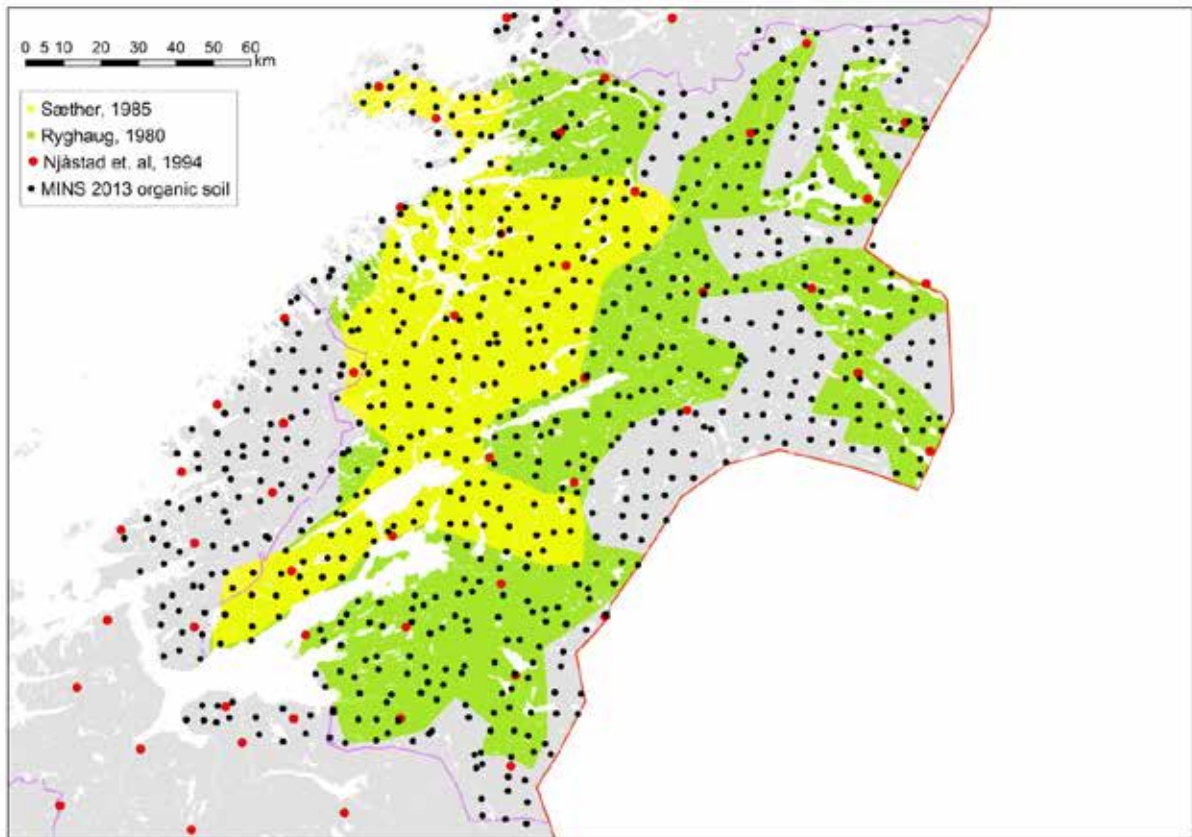 0 5 10 20 30 40 50 60
km
Sæther, 1985
Ryghaug, 1980
Njåstad et. al, 1994
MINS 2013 organic soil